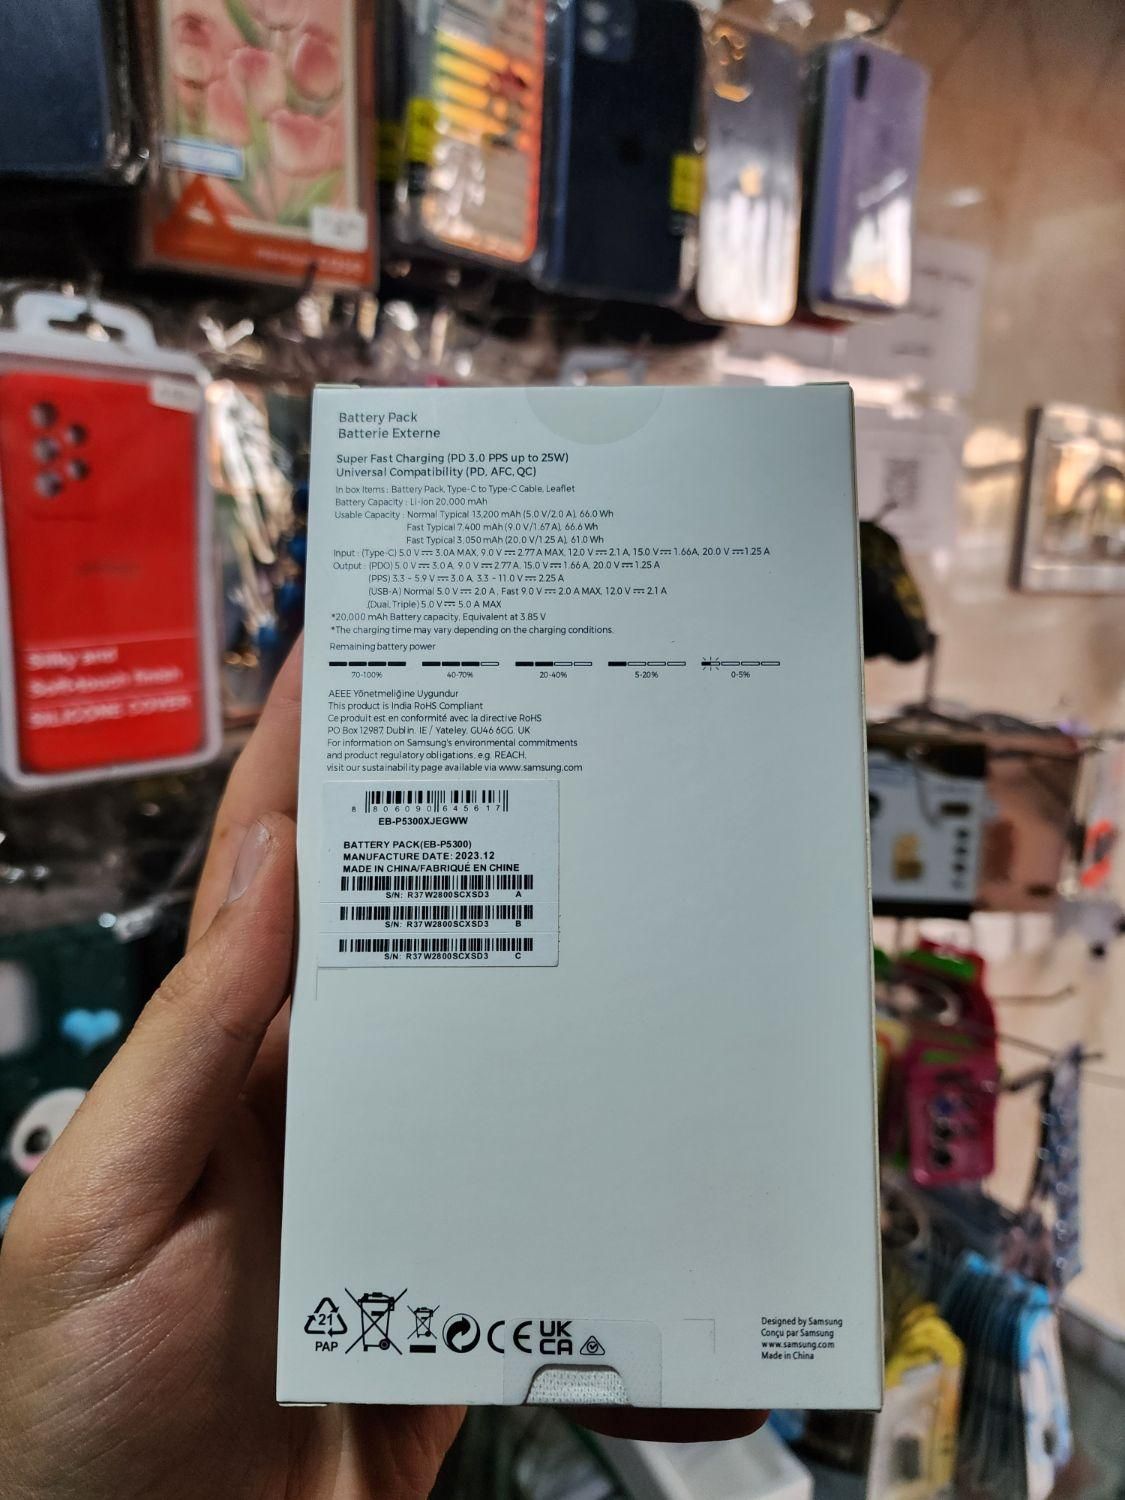 Battery Pack
Batterie Externe
Super Fast Charging (PD 3.0 PPS up to 25W)
Universal Compatibility (PD, AFC, QC)
In box Items : Battery Pack, Type-C to Type-C Cable, Leaflet
Battery Capacity : Li-ion 20,000 mAh
Usable Capacity : Normal Typical 13,200 mAh (5.0 V/2.0 A), 66.0 Wh
Fast Typical 7,400 mAh (9.0 V/1.67 A), 66.6 Wh
Fast Typical 3,050 mAh (20.0 V/1.25 A), 61.0 Wh
Input : (Type-C) 5.0 V ⎓ 3.0A MAX, 9.0 V ⎓ 2.77 A MAX, 12.0 V ⎓ 2.1 A, 15.0 V ⎓ 1.66A, 20.0 V ⎓ 1.25 A
Output : (PDO) 5.0 V ⎓ 3.0 A, 9.0 V ⎓ 2.77 A, 15.0 V ⎓ 1.66 A, 20.0 V ⎓ 1.25 A
(PPS) 3.3 - 5.9 V ⎓ 3.0 A, 3.3 - 11.0 V ⎓ 2.25 A
(USB-A) Normal 5.0 V ⎓ 2.0 A, Fast 9.0 V ⎓ 2.0 A MAX, 12.0 V ⎓ 2.1 A
(Dual, Triple) 5.0 V ⎓ 5.0 A MAX
*20,000 mAh Battery capacity, Equivalent at 3.85 V
*The charging time may vary depending on the charging conditions.
Remaining battery power
70-100% 40-70% 20-40% 5-20% 0-5%
AEEE Yönetmeliğine Uygundur
This product is India RoHS Compliant
Ce produit est en conformité avec la directive RoHS
PO Box 12987, Dublin. IE / Yateley, GU46 6GG. UK
For information on Samsung's environmental commitments
and product regulatory obligations, e.g. REACH,
visit our sustainability page available via www.samsung.com
8 806090 645617
EB-P5300XJEGWW
BATTERY PACK(EB-P5300)
MANUFACTURE DATE: 2023.12
MADE IN CHINA/FABRIQUÉ EN CHINE
S/N: R37W2800SCXSD3 A
S/N: R37W2800SCXSD3 B
S/N: R37W2800SCXSD3 C
21
PAP
CE
UK
CA
Designed by Samsung
Conçu par Samsung
www.samsung.com
Made in China
Silky and
Soft-touch finish
SILICONE COVER